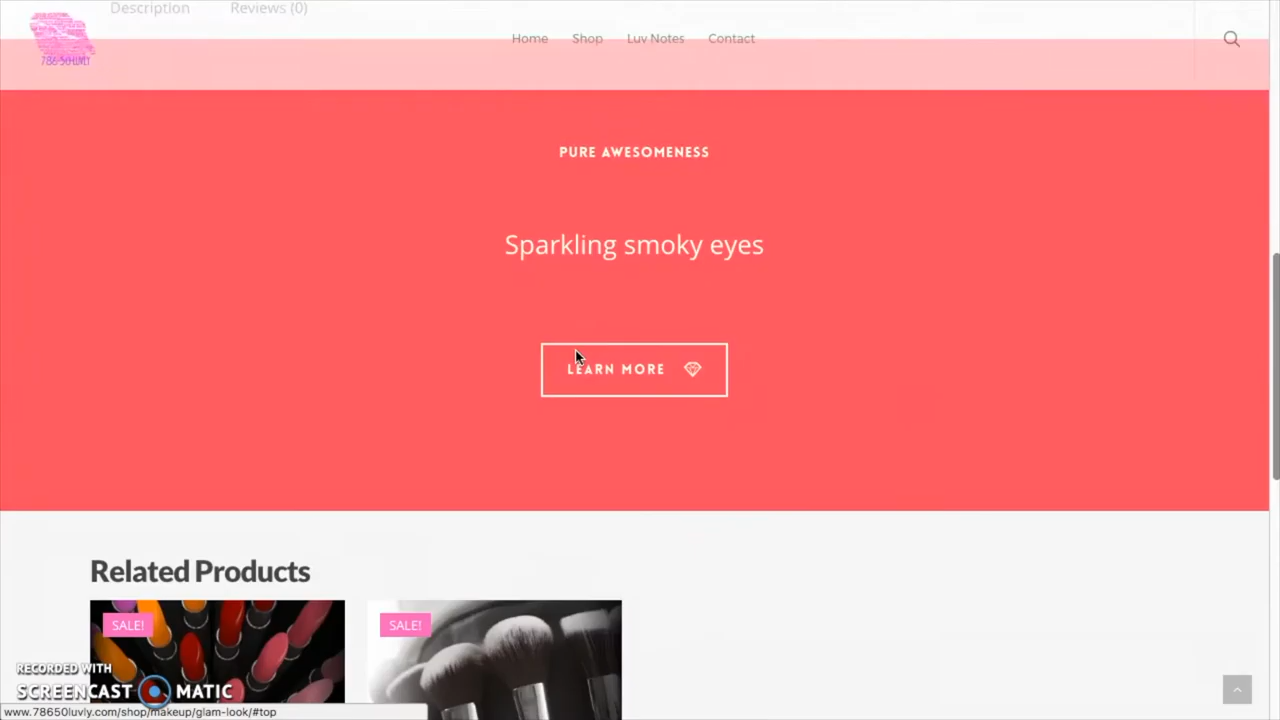 Description Reviews (0)
Home Shop Luv Notes Contact
78650LUVLY
PURE AWESOMENESS
Sparkling smoky eyes
LEARN MORE
Related Products
SALE! SALE!
RECORDED WITH
SCREENCAST MATIC
www.78650luvly.com/shop/makeup/glam-look/#top